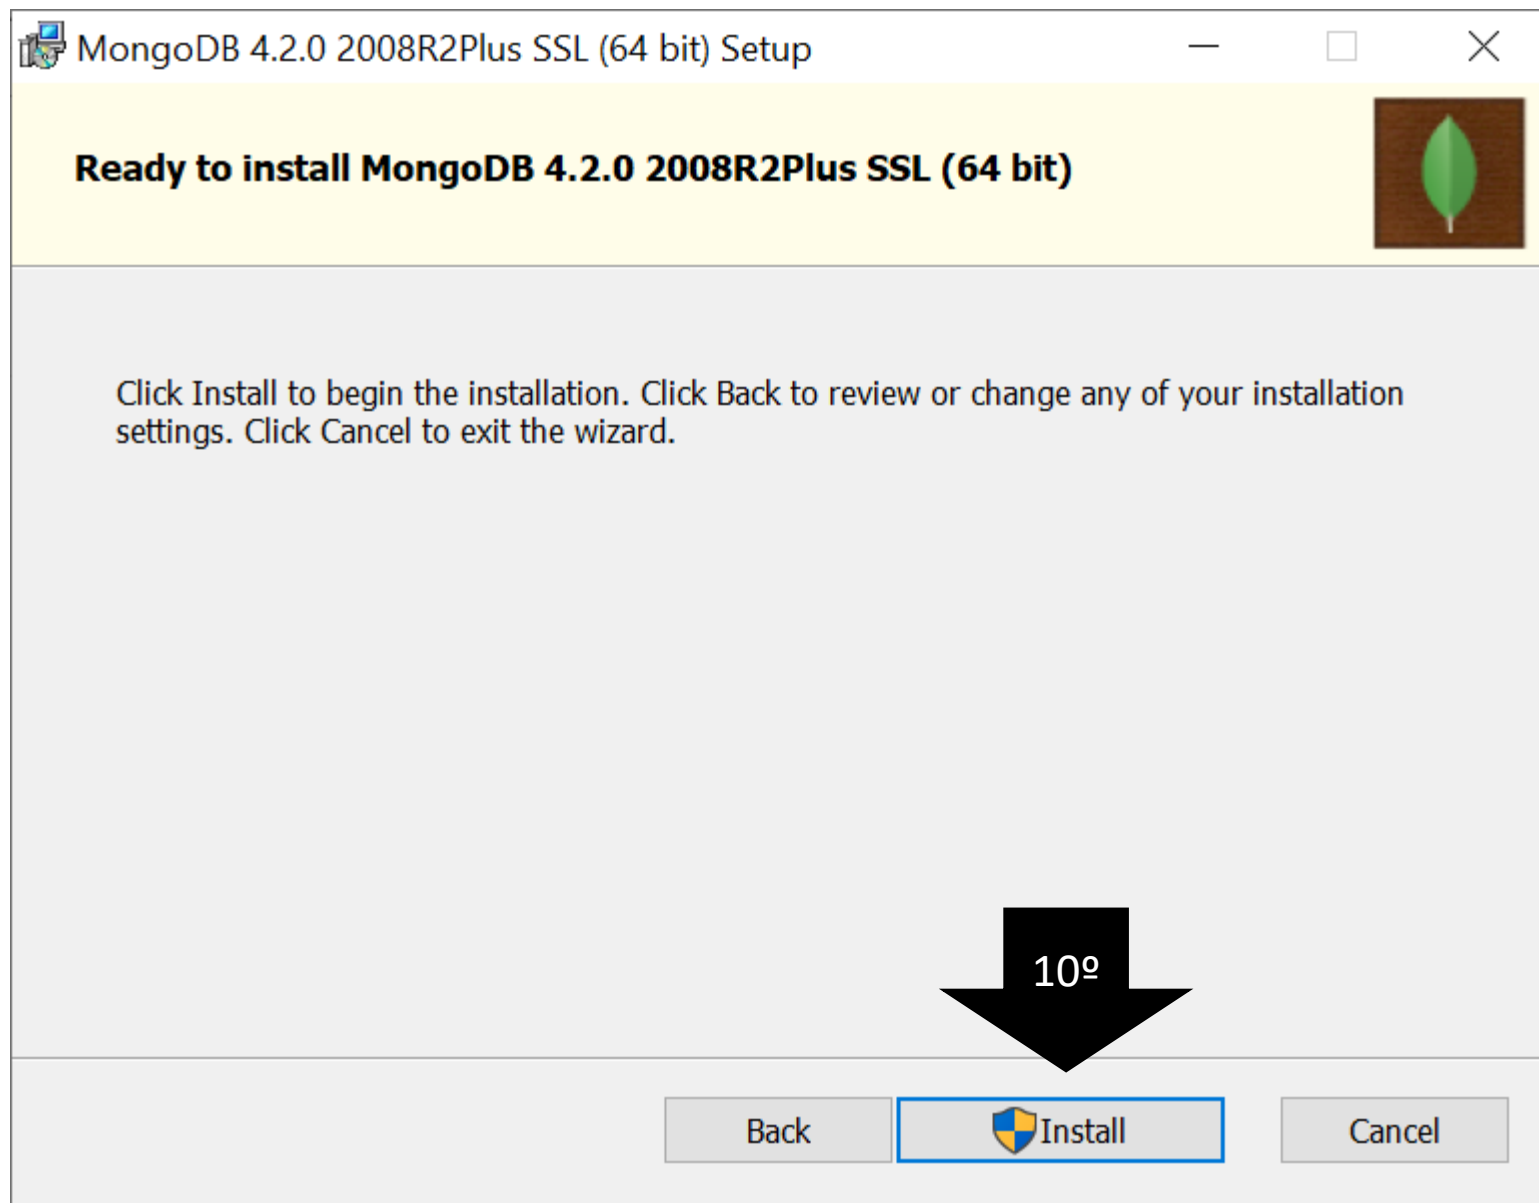 MongoDB 4.2.0 2008R2Plus SSL (64 bit) Setup
Ready to install MongoDB 4.2.0 2008R2Plus SSL (64 bit)
Click Install to begin the installation. Click Back to review or change any of your installation
settings. Click Cancel to exit the wizard.
10º
Back
Install
Cancel